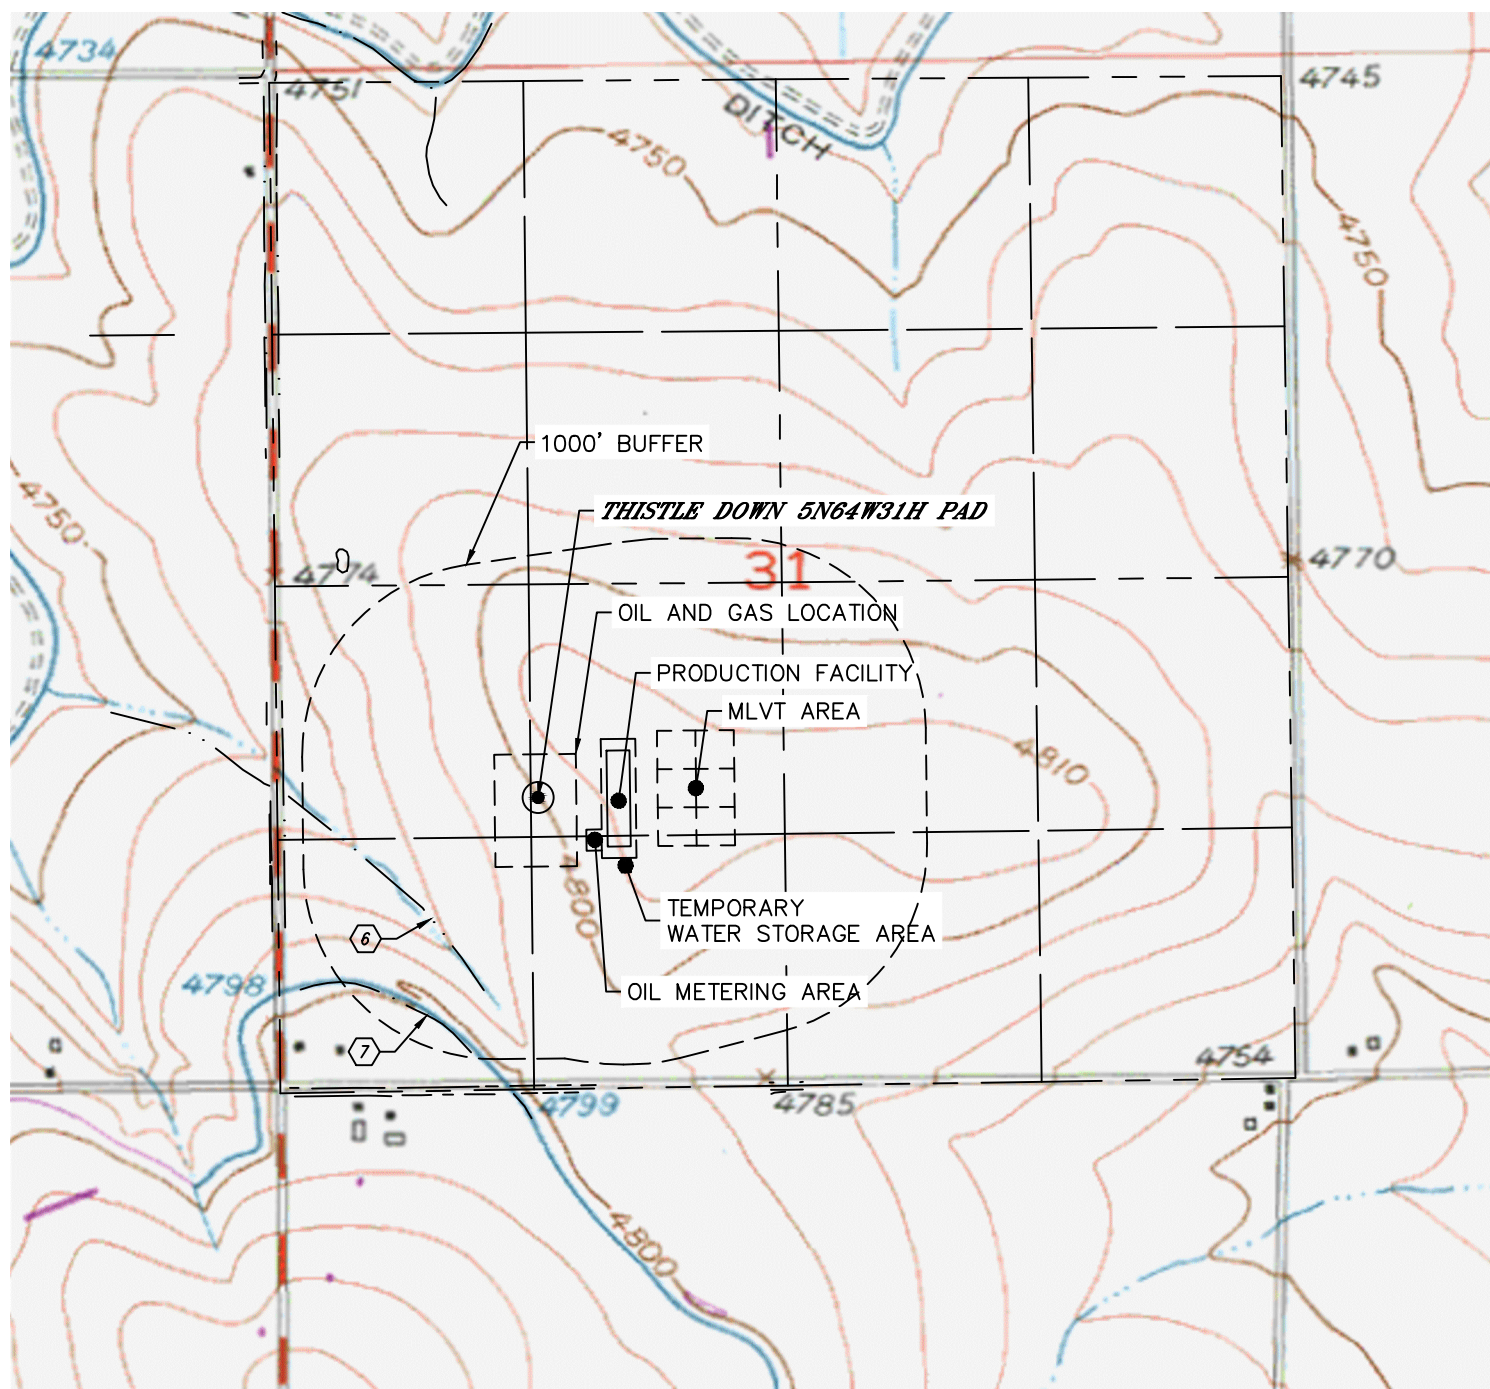 4734
4751
4745
DITCH
4750
4750
1000' BUFFER
THISTLE DOWN 5N64W31H PAD
4750
4774
31
4770
OIL AND GAS LOCATION
PRODUCTION FACILITY
MLVT AREA
4810
4800
TEMPORARY
WATER STORAGE AREA
6
4798
OIL METERING AREA
7
4754
4799
4785
4800